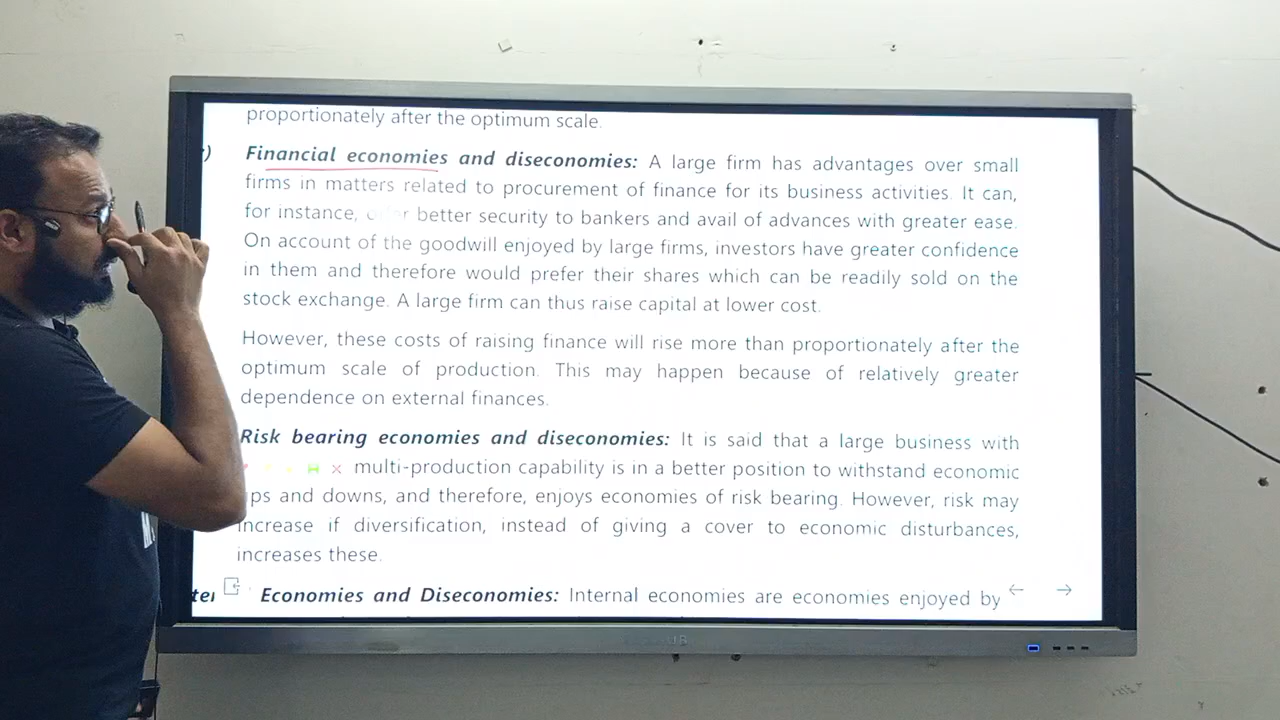 proportionately after the optimum scale.
Financial economies and diseconomies: A large firm has advantages over small
firms in matters related to procurement of finance for its business activities. It can,
for instance, offer better security to bankers and avail of advances with greater ease.
On account of the goodwill enjoyed by large firms, investors have greater confidence
in them and therefore would prefer their shares which can be readily sold on the
stock exchange. A large firm can thus raise capital at lower cost.
However, these costs of raising finance will rise more than proportionately after the
optimum scale of production. This may happen because of relatively greater
dependence on external finances.
Risk bearing economies and diseconomies: It is said that a large business with
multi-production capability is in a better position to withstand economic
ups and downs, and therefore, enjoys economies of risk bearing. However, risk may
increase if diversification, instead of giving a cover to economic disturbances,
increases these.
Economies and Diseconomies: Internal economies are economies enjoyed by